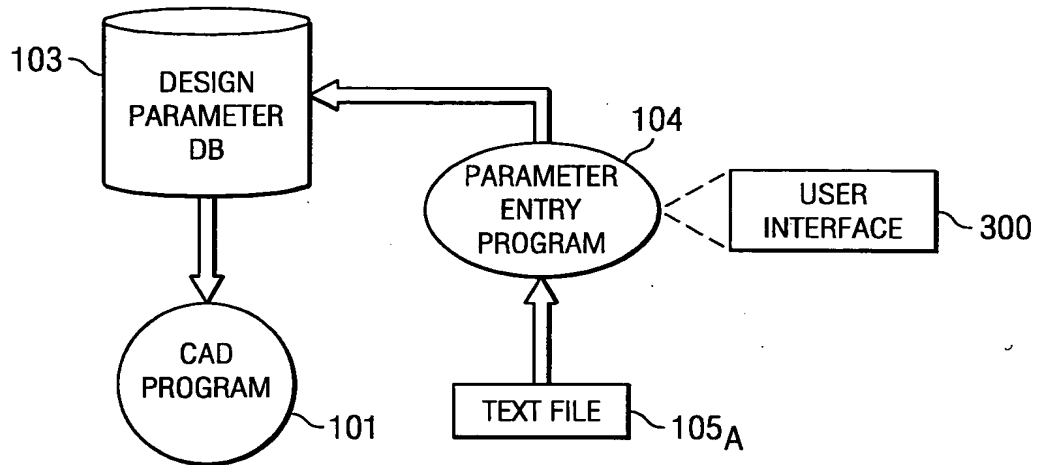 103
DESIGN
PARAMETER
DB
104
PARAMETER
ENTRY
PROGRAM
USER
INTERFACE
300
CAD
PROGRAM
101
TEXT FILE
105A